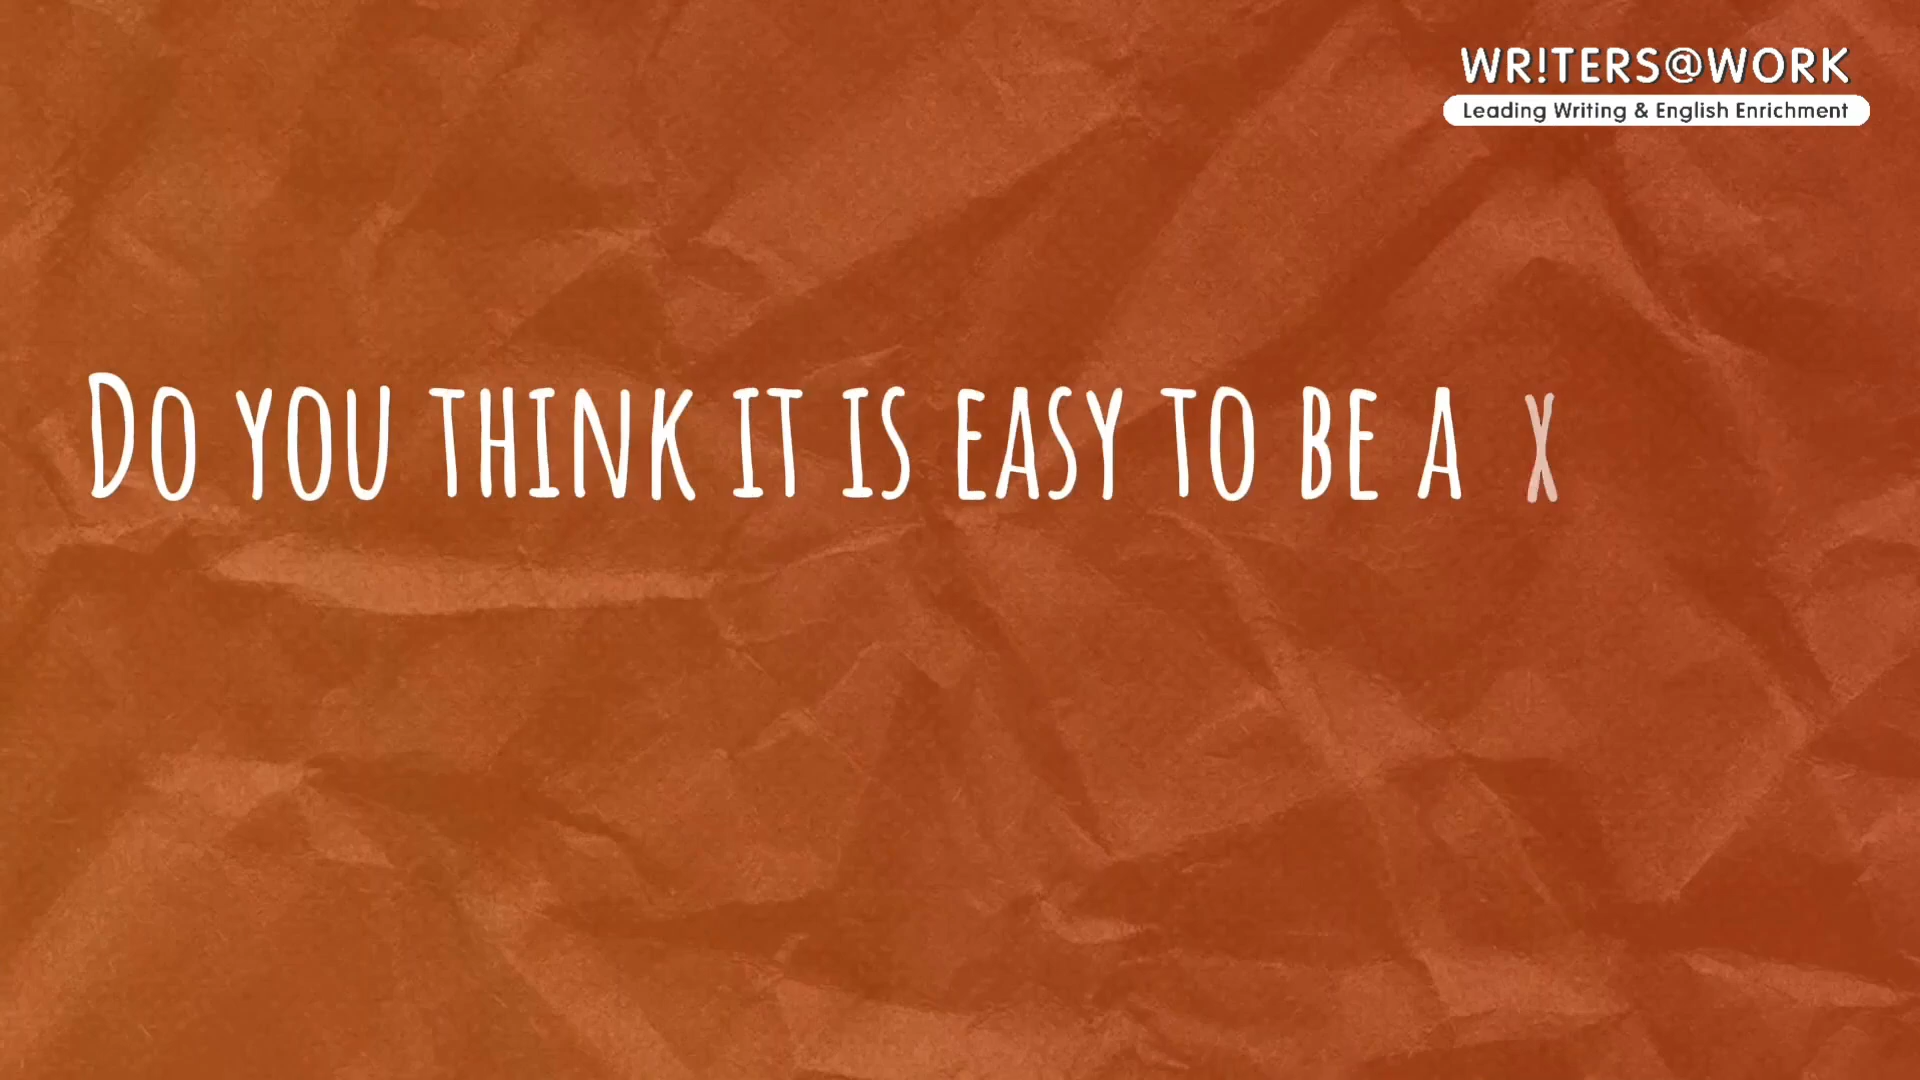 WR!TERS@WORK
Leading Writing & English Enrichment
DO YOU THINK IT IS EASY TO BE A X